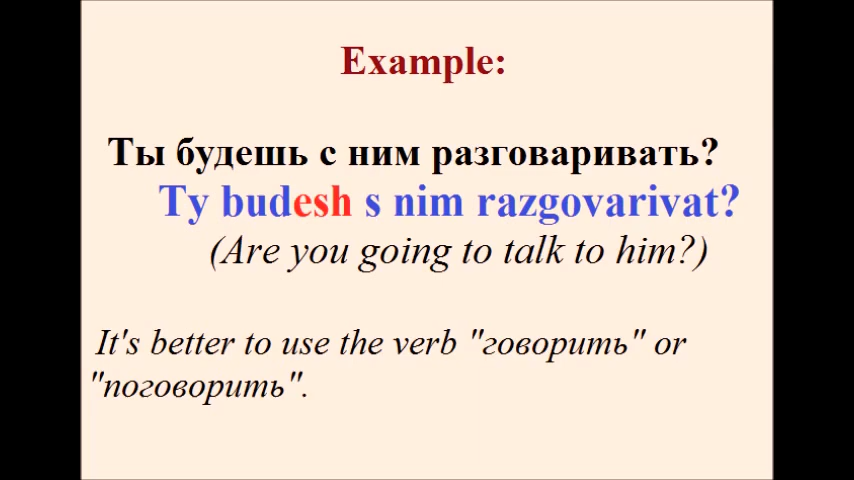 Example:
Ты будешь с ним разговаривать?
Ty budesh s nim razgovarivat?
(Are you going to talk to him?)
It's better to use the verb "говорить" or
"поговорить".